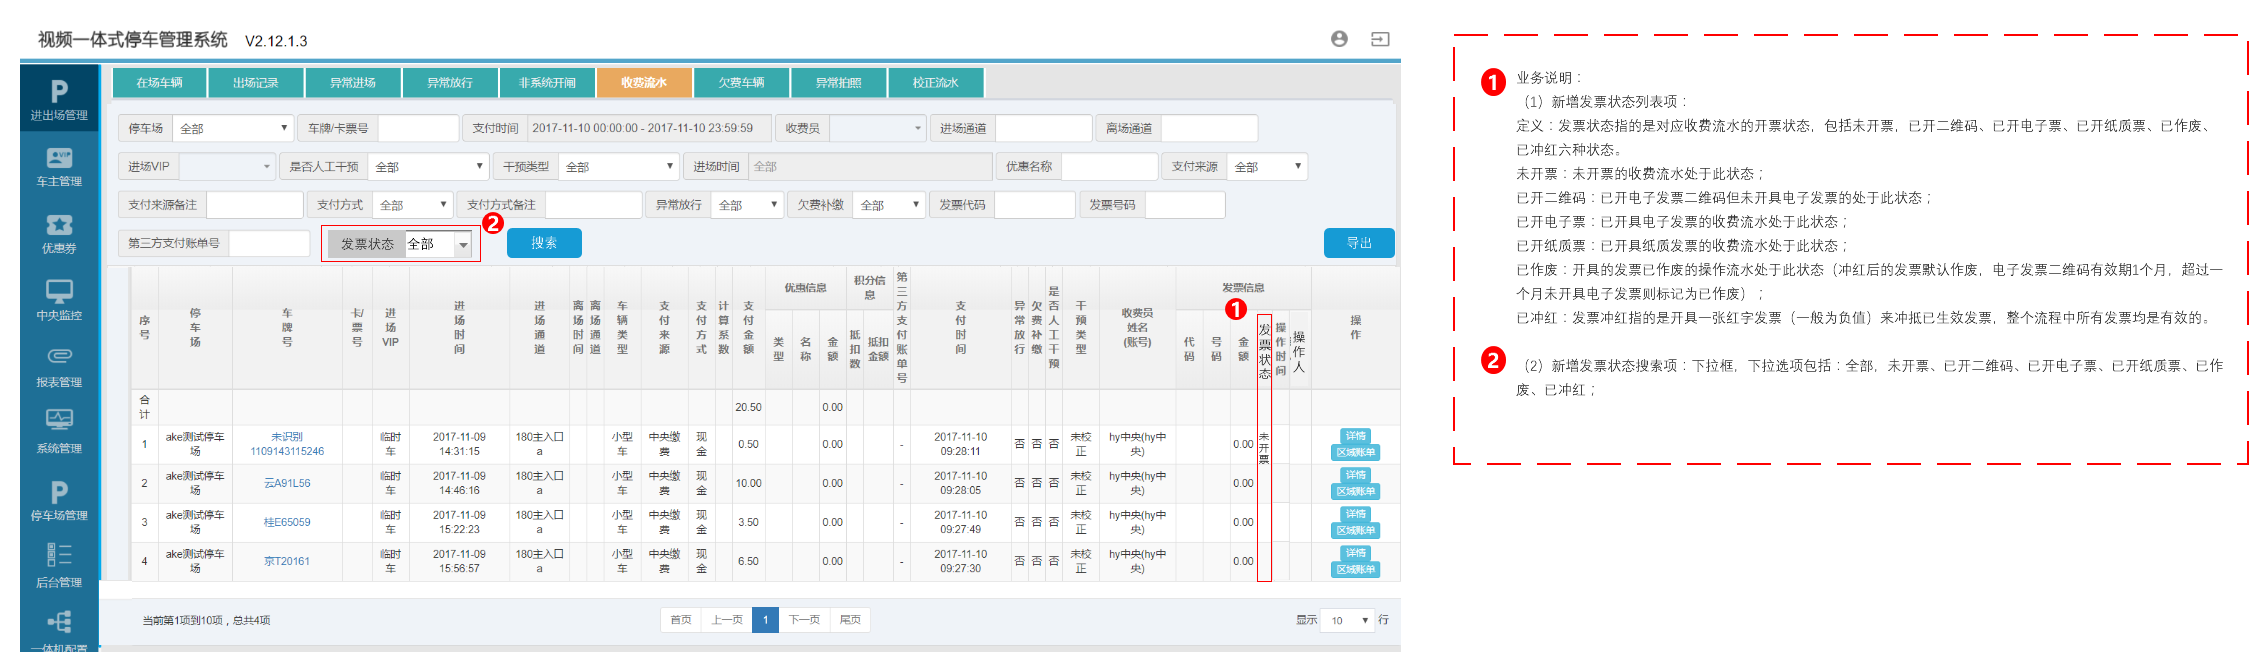 视频一体式停车管理系统 V2.12.1.3
进出场管理
车主管理
优惠券
中央监控
报表管理
系统管理
停车场管理
后台管理
一体机配置
在场车辆 出场记录 异常进场 异常放行 非系统开闸 收费流水 欠费车辆 异常拍照 校正流水
停车场 全部 车牌/卡票号 支付时间 2017-11-10 00:00:00 - 2017-11-10 23:59:59 收费员 进场通道 离场通道
进场VIP 是否人工干预 全部 干预类型 全部 进场时间 全部 优惠名称 支付来源 全部
支付来源备注 支付方式 全部 支付方式备注 异常放行 全部 欠费补缴 全部 发票代码 发票号码
2
第三方支付账单号 发票状态 全部 搜索 导出
序号 停车场 车牌号 卡/票号 进场VIP 进场时间 进场通道 离场时间 离场通道 车辆类型 支付来源 支付方式 计算系数 支付金额 优惠信息 类型 名称 金额 积分信息 抵扣数 抵扣金额 第三方支付账单号 支付时间 异常放行 欠费补缴 是否人工干预 干预类型 收费员姓名(账号) 发票信息 代码 号码 金额 发票状态 操作时间 操作人 操作
1
合计 20.50 0.00
1 ake测试停车场 未识别1109143115246 临时车 2017-11-09 14:31:15 180主入口a 小型车 中央缴费 现金 0.50 0.00 - 2017-11-10 09:28:11 否 否 否 未校正 hy中央(hy中央) 0.00 未开票 详情 区域账单
2 ake测试停车场 云A91L56 临时车 2017-11-09 14:46:16 180主入口a 小型车 中央缴费 现金 10.00 0.00 - 2017-11-10 09:28:05 否 否 否 未校正 hy中央(hy中央) 0.00 详情 区域账单
3 ake测试停车场 桂E65059 临时车 2017-11-09 15:22:23 180主入口a 小型车 中央缴费 现金 3.50 0.00 - 2017-11-10 09:27:49 否 否 否 未校正 hy中央(hy中央) 0.00 详情 区域账单
4 ake测试停车场 京T20161 临时车 2017-11-09 15:56:57 180主入口a 小型车 中央缴费 现金 6.50 0.00 - 2017-11-10 09:27:30 否 否 否 未校正 hy中央(hy中央) 0.00 详情 区域账单
当前第1项到10项，总共4项 首页 上一页 1 下一页 尾页 显示 10 行
1 业务说明：
（1）新增发票状态列表项：
定义：发票状态指的是对应收费流水的开票状态，包括未开票，已开二维码、已开电子票、已开纸质票、已作废、
已冲红六种状态。
未开票：未开票的收费流水处于此状态；
已开二维码：已开电子发票二维码但未开具电子发票的处于此状态；
已开电子票：已开具电子发票的收费流水处于此状态；
已开纸质票：已开具纸质发票的收费流水处于此状态；
已作废：开具的发票已作废的操作流水处于此状态（冲红后的发票默认作废，电子发票二维码有效期1个月，超过一
个月未开具电子发票则标记为已作废）；
已冲红：发票冲红指的是开具一张红字发票（一般为负值）来冲抵已生效发票，整个流程中所有发票均是有效的。
2 （2）新增发票状态搜索项：下拉框，下拉选项包括：全部，未开票、已开二维码、已开电子票、已开纸质票、已作
废、已冲红；